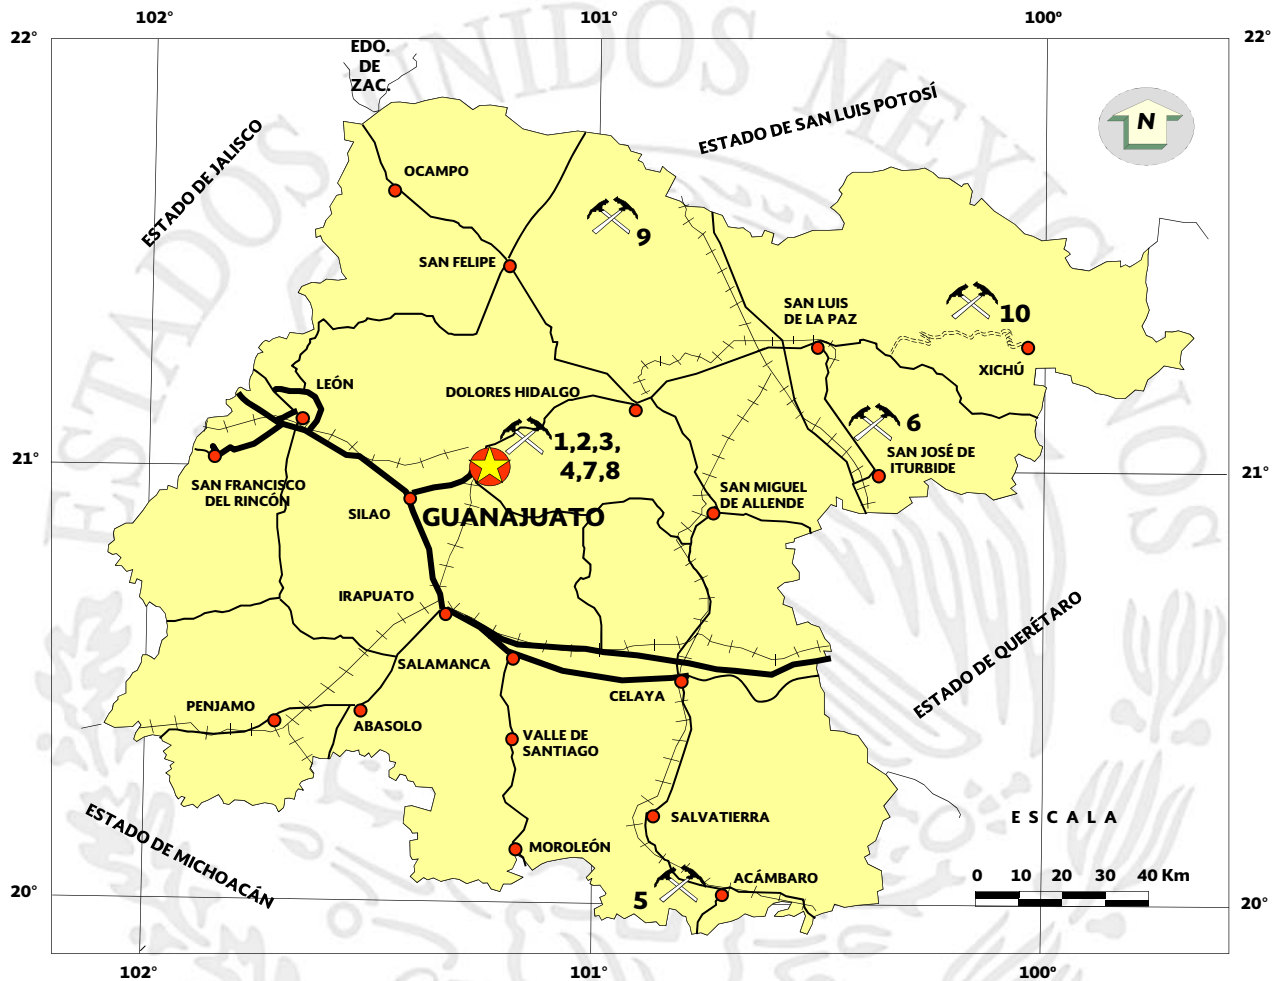 102°
101°
100°
22°
22°
EDO.
DE
ZAC.
ESTADO DE JALISCO
ESTADO DE SAN LUIS POTOSÍ
N
OCAMPO
9
SAN FELIPE
SAN LUIS
DE LA PAZ
10
XICHÚ
LEÓN
DOLORES HIDALGO
1,2,3,
4,7,8
6
SAN JOSÉ DE
ITURBIDE
21°
21°
SAN FRANCISCO
DEL RINCÓN
SILAO
GUANAJUATO
SAN MIGUEL
DE ALLENDE
IRAPUATO
SALAMANCA
CELAYA
ESTADO DE QUERÉTARO
PENJAMO
ABASOLO
VALLE DE
SANTIAGO
SALVATIERRA
MOROLEÓN
ESTADO DE MICHOACÁN
5
ACÁMBARO
ESCALA
0 10 20 30 40 Km
20°
20°
102°
101°
100°
ESTADOS UNIDOS MEXICANOS